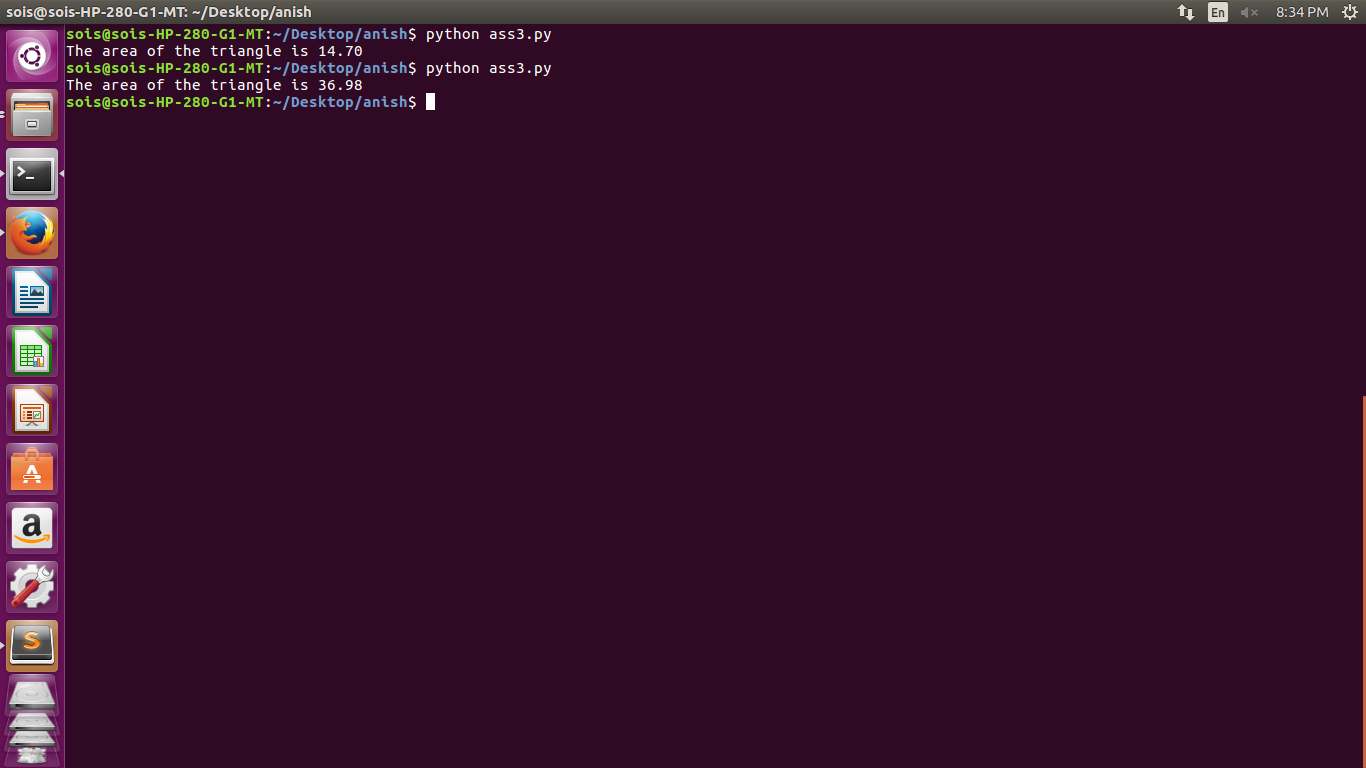 sois@sois-HP-280-G1-MT: ~/Desktop/anish
En
8:34 PM
sois@sois-HP-280-G1-MT:~/Desktop/anish$ python ass3.py
The area of the triangle is 14.70
sois@sois-HP-280-G1-MT:~/Desktop/anish$ python ass3.py
The area of the triangle is 36.98
sois@sois-HP-280-G1-MT:~/Desktop/anish$